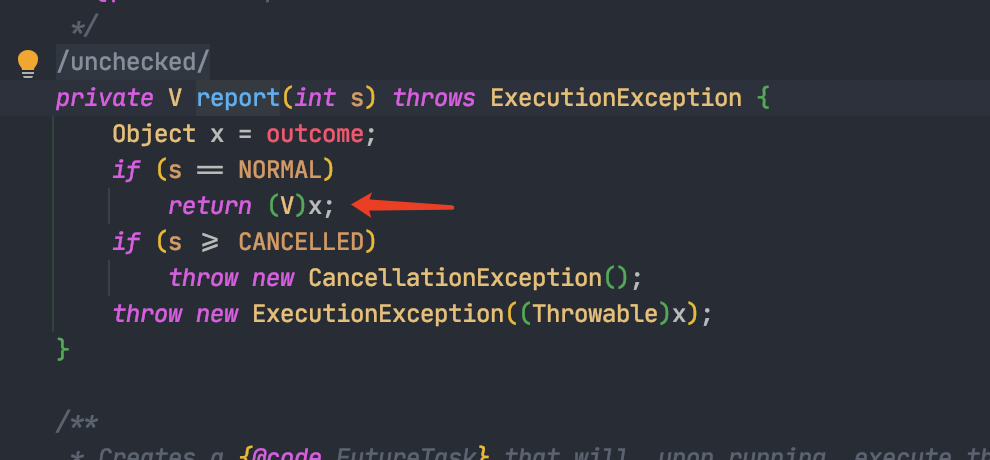 */
/unchecked/
private V report(int s) throws ExecutionException {
Object x = outcome;
if (s == NORMAL)
return (V)x;
if (s >= CANCELLED)
throw new CancellationException();
throw new ExecutionException((Throwable)x);
}
/**
* Creates a {@code FutureTask} that will, upon running, execute th